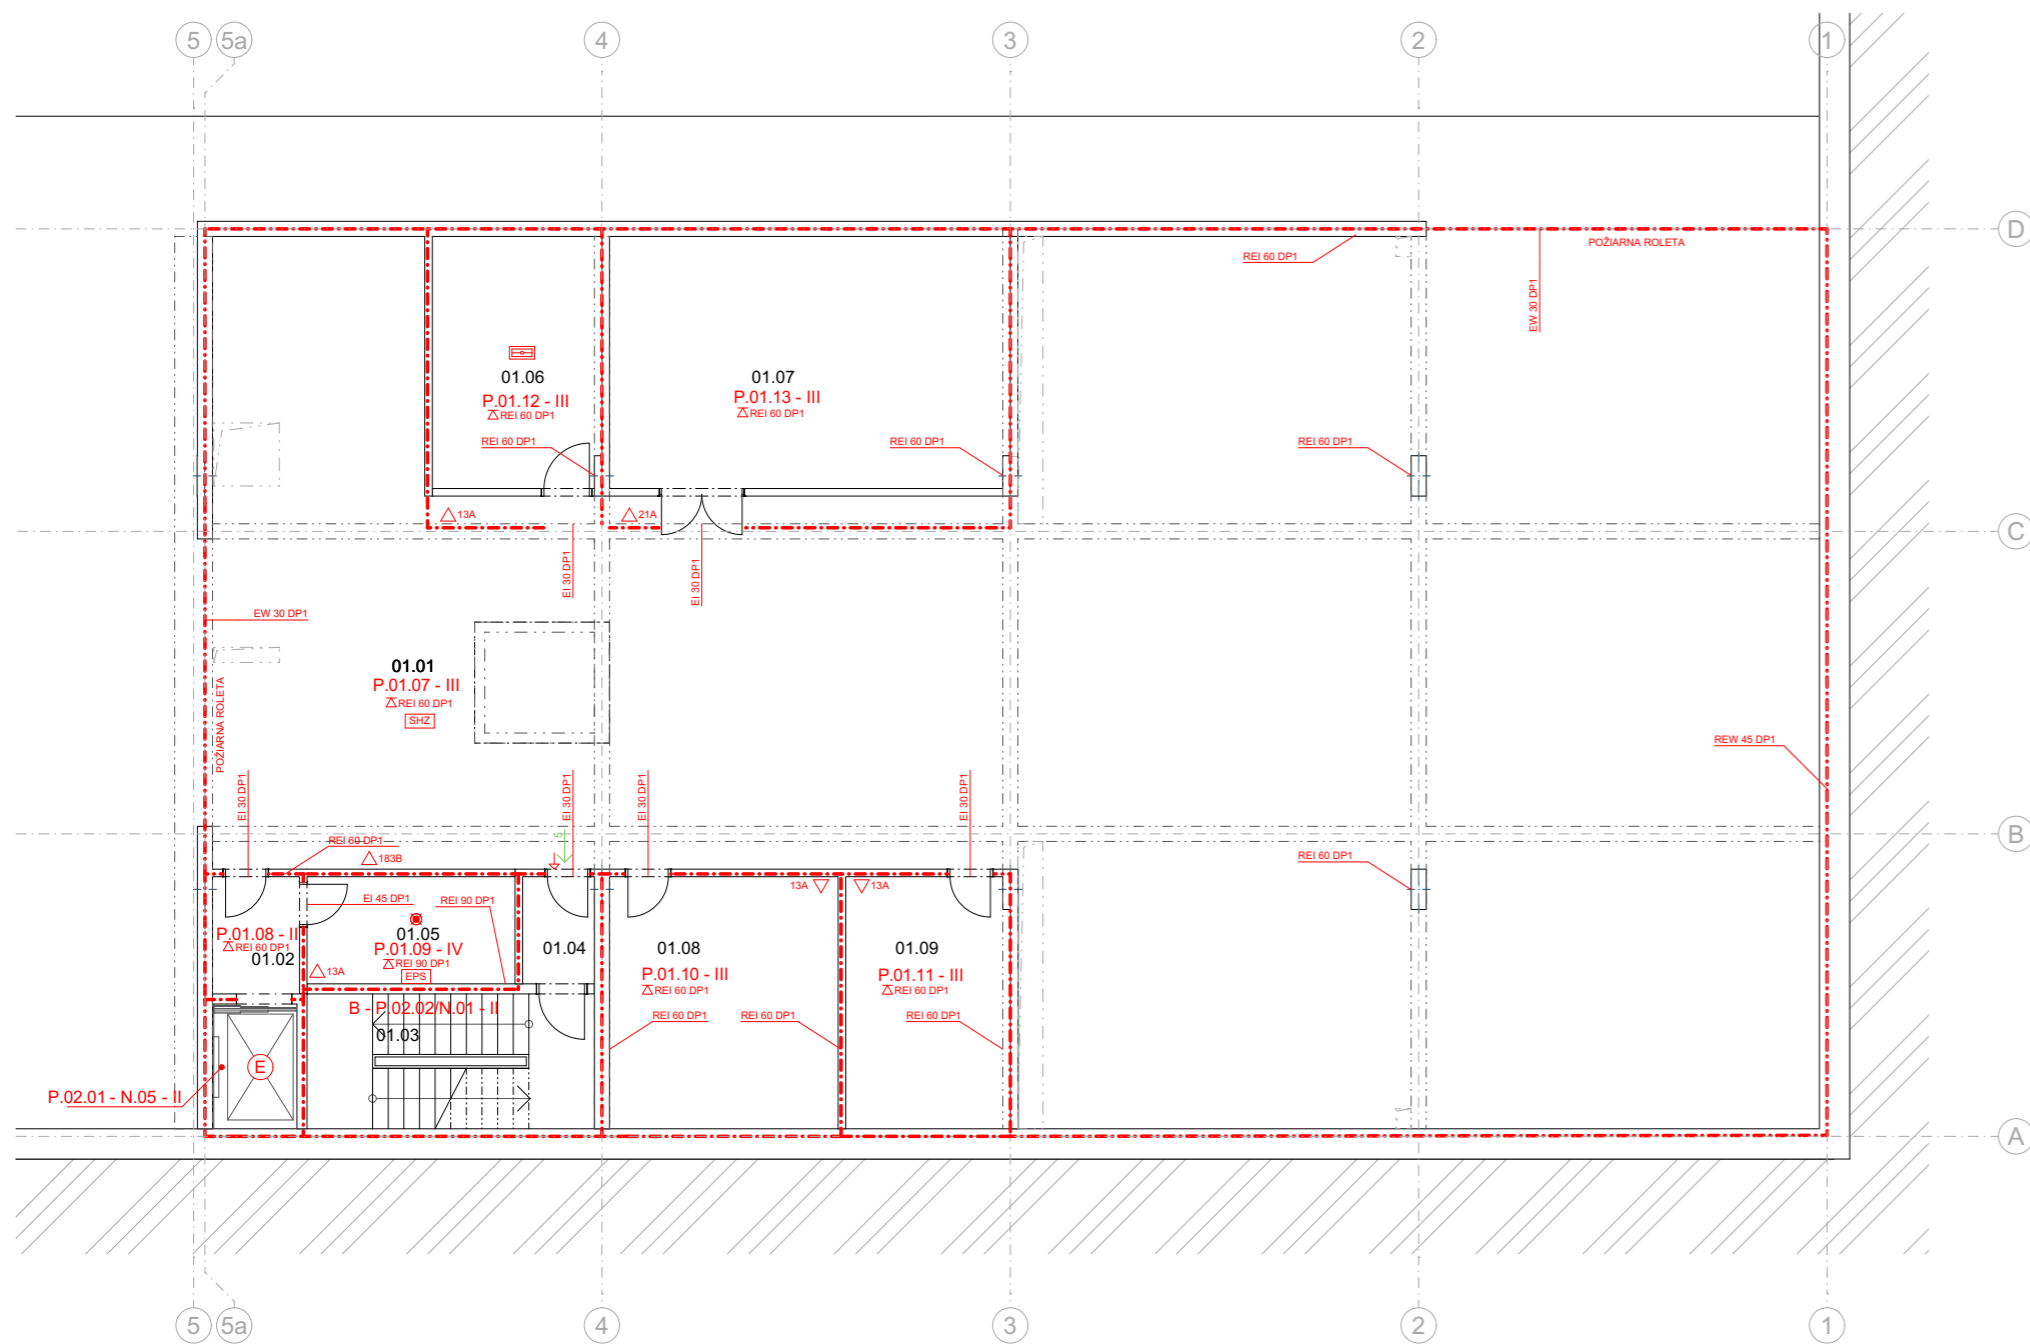 5
5a
4
3
2
1
D
POŽIARNA ROLETA
REI 60 DP1
EW 30 DP1
01.06
P.01.12 - III
REI 60 DP1
01.07
P.01.13 - III
REI 60 DP1
REI 60 DP1
REI 60 DP1
REI 60 DP1
13A
21A
C
EI 30 DP1
EI 30 DP1
EW 30 DP1
01.01
P.01.07 - III
REI 60 DP1
SHZ
POŽIARNA ROLETA
REW 45 DP1
EI 30 DP1
EI 30 DP1
EI 30 DP1
EI 30 DP1
5
B
REI 60 DP1
183B
REI 60 DP1
13A
13A
EI 45 DP1
REI 90 DP1
P.01.08 - II
REI 60 DP1
01.02
01.05
P.01.09 - IV
REI 90 DP1
EPS
13A
01.04
01.08
P.01.10 - III
REI 60 DP1
01.09
P.01.11 - III
REI 60 DP1
B - P.02.02/N.01 - II
01.03
REI 60 DP1
REI 60 DP1
REI 60 DP1
E
P.02.01 - N.05 - II
A
5
5a
4
3
2
1